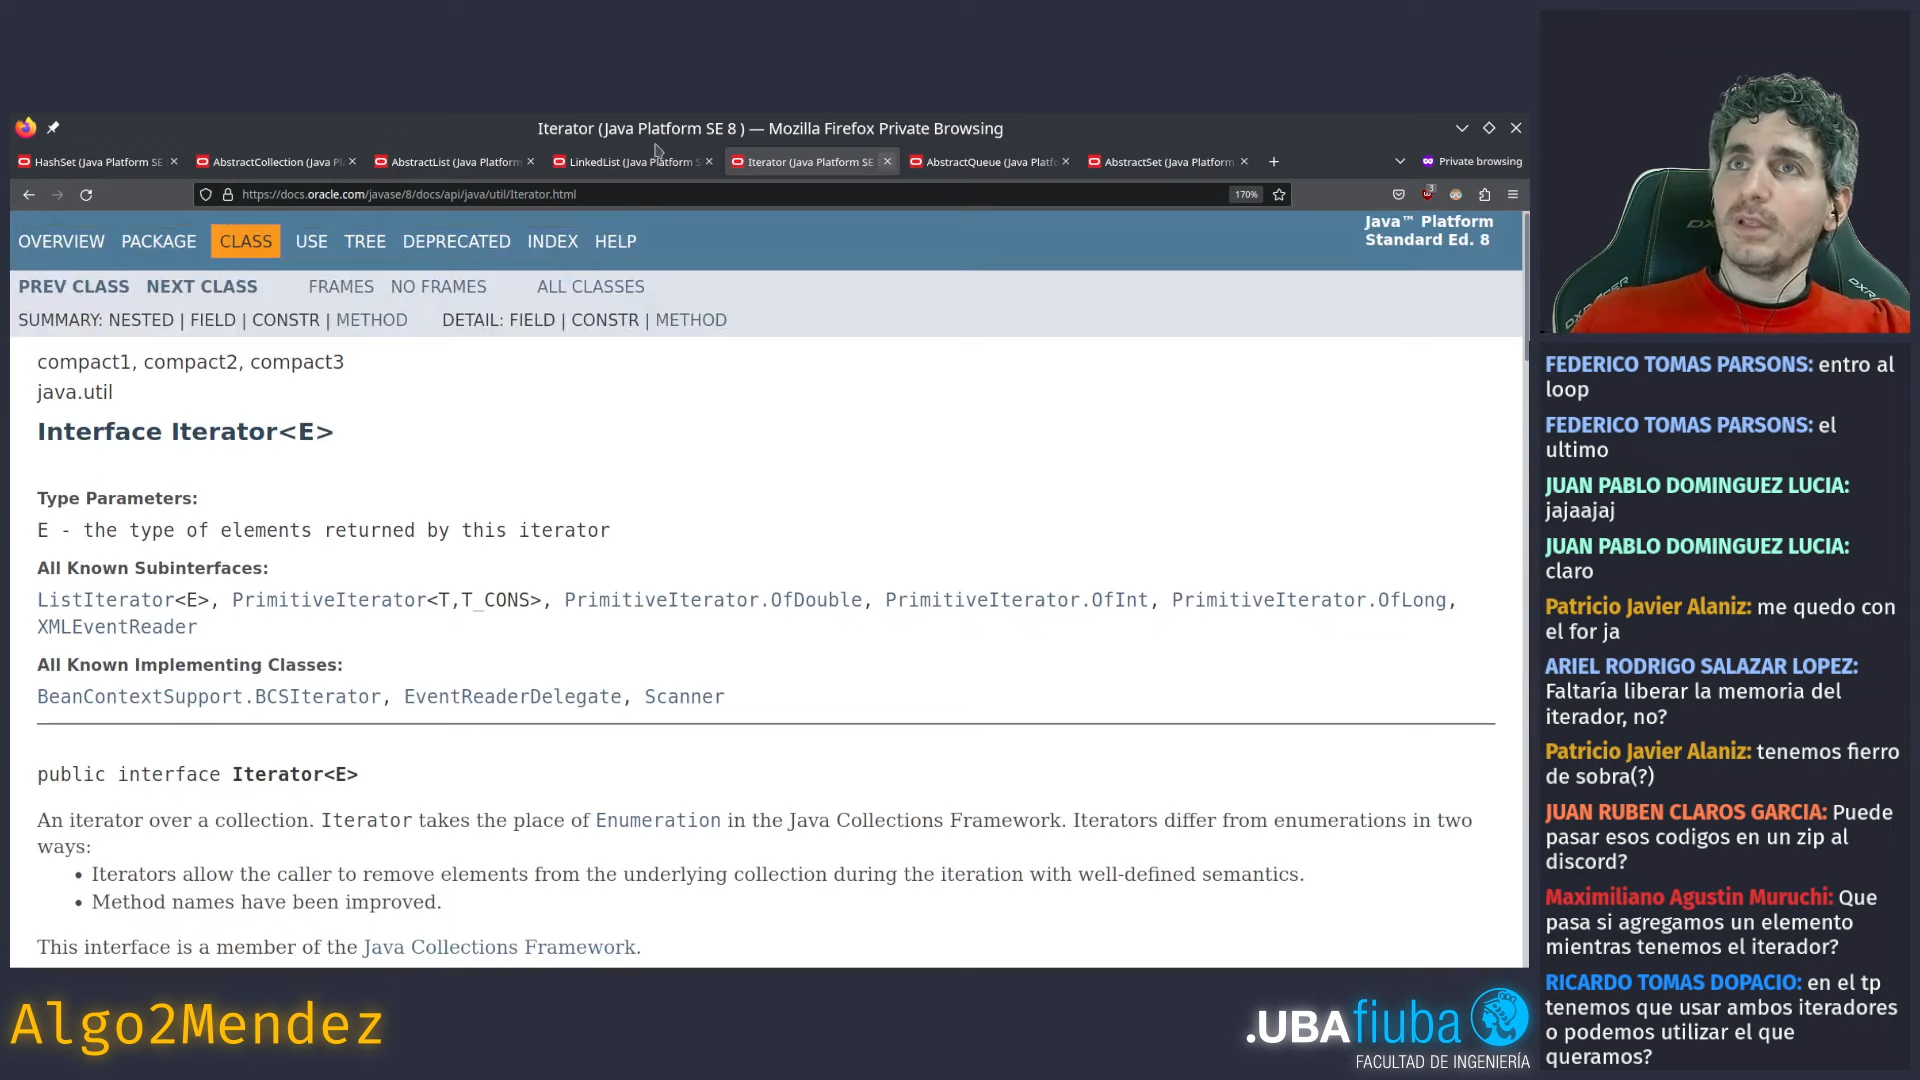 Iterator (Java Platform SE 8 ) — Mozilla Firefox Private Browsing
HashSet (Java Platform SE
AbstractCollection (Java Pl
AbstractList (Java Platform
LinkedList (Java Platform S
Iterator (Java Platform SE
AbstractQueue (Java Platfo
AbstractSet (Java Platform
Private browsing
https://docs.oracle.com/javase/8/docs/api/java/util/Iterator.html
170%
3
OVERVIEW PACKAGE CLASS USE TREE DEPRECATED INDEX HELP
Java™ Platform
Standard Ed. 8
PREV CLASS NEXT CLASS FRAMES NO FRAMES ALL CLASSES
SUMMARY: NESTED | FIELD | CONSTR | METHOD DETAIL: FIELD | CONSTR | METHOD
compact1, compact2, compact3
java.util
Interface Iterator<E>
Type Parameters:
E - the type of elements returned by this iterator
All Known Subinterfaces:
ListIterator<E>, PrimitiveIterator<T,T_CONS>, PrimitiveIterator.OfDouble, PrimitiveIterator.OfInt, PrimitiveIterator.OfLong,
XMLEventReader
All Known Implementing Classes:
BeanContextSupport.BCSIterator, EventReaderDelegate, Scanner
public interface Iterator<E>
An iterator over a collection. Iterator takes the place of Enumeration in the Java Collections Framework. Iterators differ from enumerations in two
ways:
• Iterators allow the caller to remove elements from the underlying collection during the iteration with well-defined semantics.
• Method names have been improved.
This interface is a member of the Java Collections Framework.
FEDERICO TOMAS PARSONS: entro al
loop
FEDERICO TOMAS PARSONS: el
ultimo
JUAN PABLO DOMINGUEZ LUCIA:
jajaajaj
JUAN PABLO DOMINGUEZ LUCIA:
claro
Patricio Javier Alaniz: me quedo con
el for ja
ARIEL RODRIGO SALAZAR LOPEZ:
Faltaría liberar la memoria del
iterador, no?
Patricio Javier Alaniz: tenemos fierro
de sobra(?)
JUAN RUBEN CLAROS GARCIA: Puede
pasar esos codigos en un zip al
discord?
Maximiliano Agustin Muruchi: Que
pasa si agregamos un elemento
mientras tenemos el iterador?
RICARDO TOMAS DOPACIO: en el tp
tenemos que usar ambos iteradores
o podemos utilizar el que
queramos?
Algo2Mendez
.UBAfiuba
FACULTAD DE INGENIERÍA